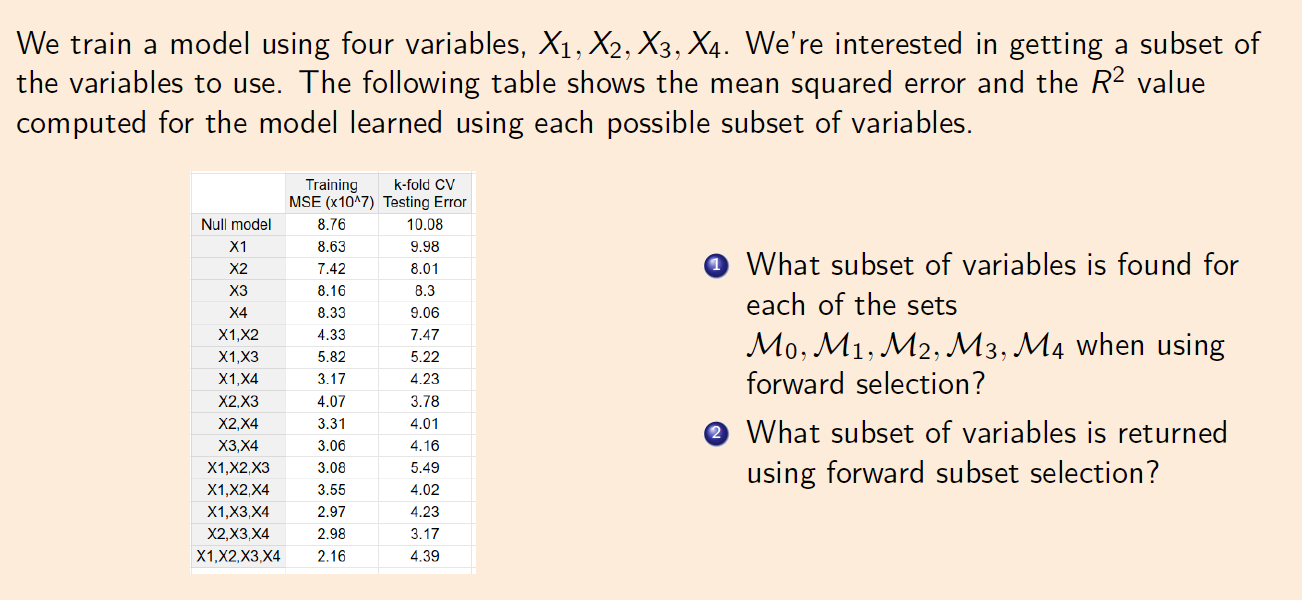 We train a model using four variables, X1, X2, X3, X4. We're interested in getting a subset of
the variables to use. The following table shows the mean squared error and the R² value
computed for the model learned using each possible subset of variables.
Training MSE (x10^7) k-fold CV Testing Error
Null model 8.76 10.08
X1 8.63 9.98
X2 7.42 8.01
X3 8.16 8.3
X4 8.33 9.06
X1,X2 4.33 7.47
X1,X3 5.82 5.22
X1,X4 3.17 4.23
X2,X3 4.07 3.78
X2,X4 3.31 4.01
X3,X4 3.06 4.16
X1,X2,X3 3.08 5.49
X1,X2,X4 3.55 4.02
X1,X3,X4 2.97 4.23
X2,X3,X4 2.98 3.17
X1,X2,X3,X4 2.16 4.39
1 What subset of variables is found for
each of the sets
M0, M1, M2, M3, M4 when using
forward selection?
2 What subset of variables is returned
using forward subset selection?